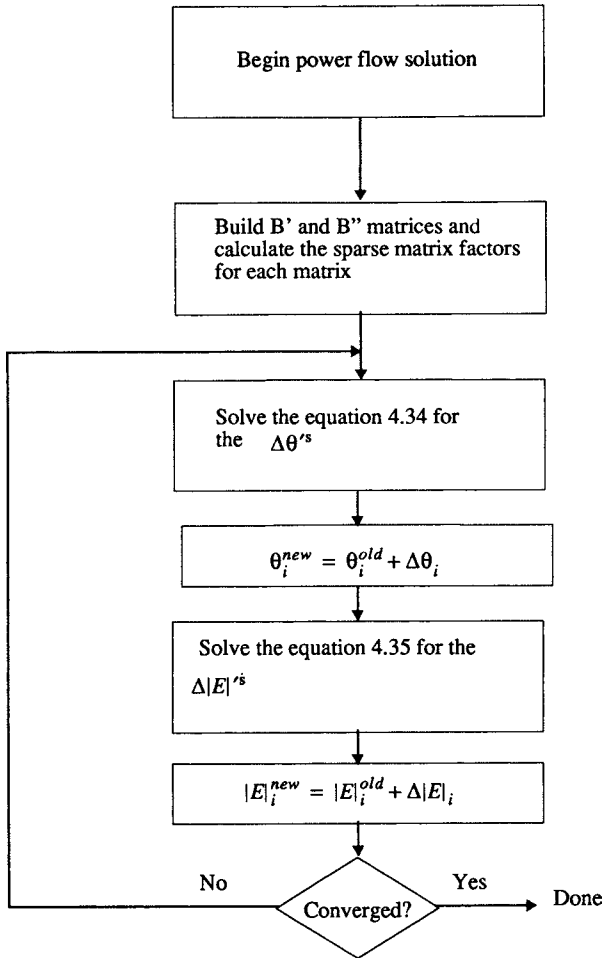 Begin power flow solution
Build B’ and B” matrices and
calculate the sparse matrix factors
for each matrix
Solve the equation 4.34 for
the Δθ′s
θ_i^new = θ_i^old + Δθ_i
Solve the equation 4.35 for the
Δ|E|′s
|E|_i^new = |E|_i^old + Δ|E|_i
No
Yes
Converged?
Done